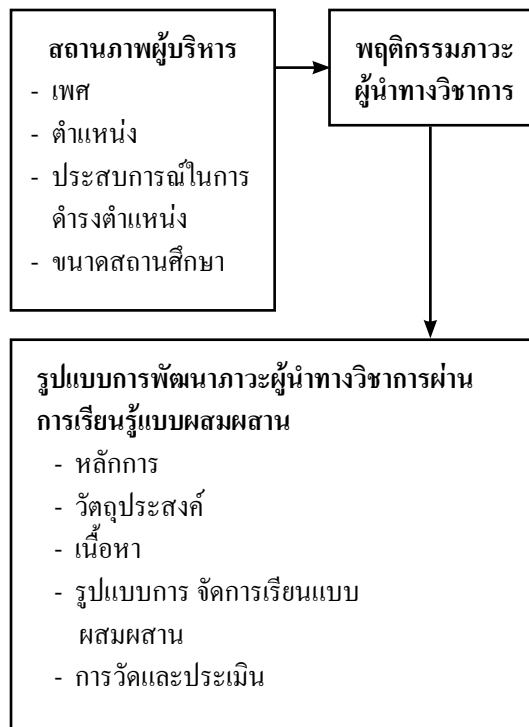 สถานภาพผู้บริหาร
- เพศ
- ตำแหน่ง
- ประสบการณ์ในการ
ดำรงตำแหน่ง
- ขนาดสถานศึกษา
พฤติกรรมภาวะ
ผู้นำทางวิชาการ
รูปแบบการพัฒนาภาวะผู้นำทางวิชาการผ่าน
การเรียนรู้แบบผสมผสาน
- หลักการ
- วัตถุประสงค์
- เนื้อหา
- รูปแบบการ จัดการเรียนแบบ
ผสมผสาน
- การวัดและประเมิน